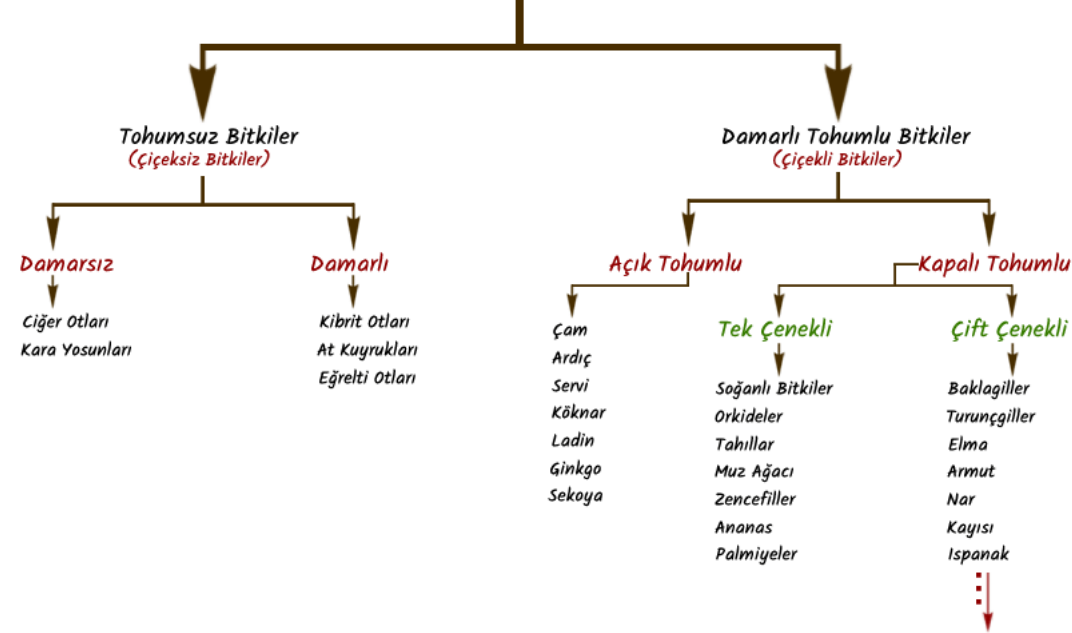 Tohumsuz Bitkiler
(Çiçeksiz Bitkiler)
Damarlı Tohumlu Bitkiler
(Çiçekli Bitkiler)
Damarsız
Damarlı
Açık Tohumlu
Kapalı Tohumlu
Ciğer Otları
Kara Yosunları
Kibrit Otları
At Kuyrukları
Eğrelti Otları
Çam
Ardıç
Servi
Köknar
Ladin
Ginkgo
Sekoya
Tek Çenekli
Çift Çenekli
Soğanlı Bitkiler
Orkideler
Tahıllar
Muz Ağacı
Zencefiller
Ananas
Palmiyeler
Baklagiller
Turunçgiller
Elma
Armut
Nar
Kayısı
Ispanak